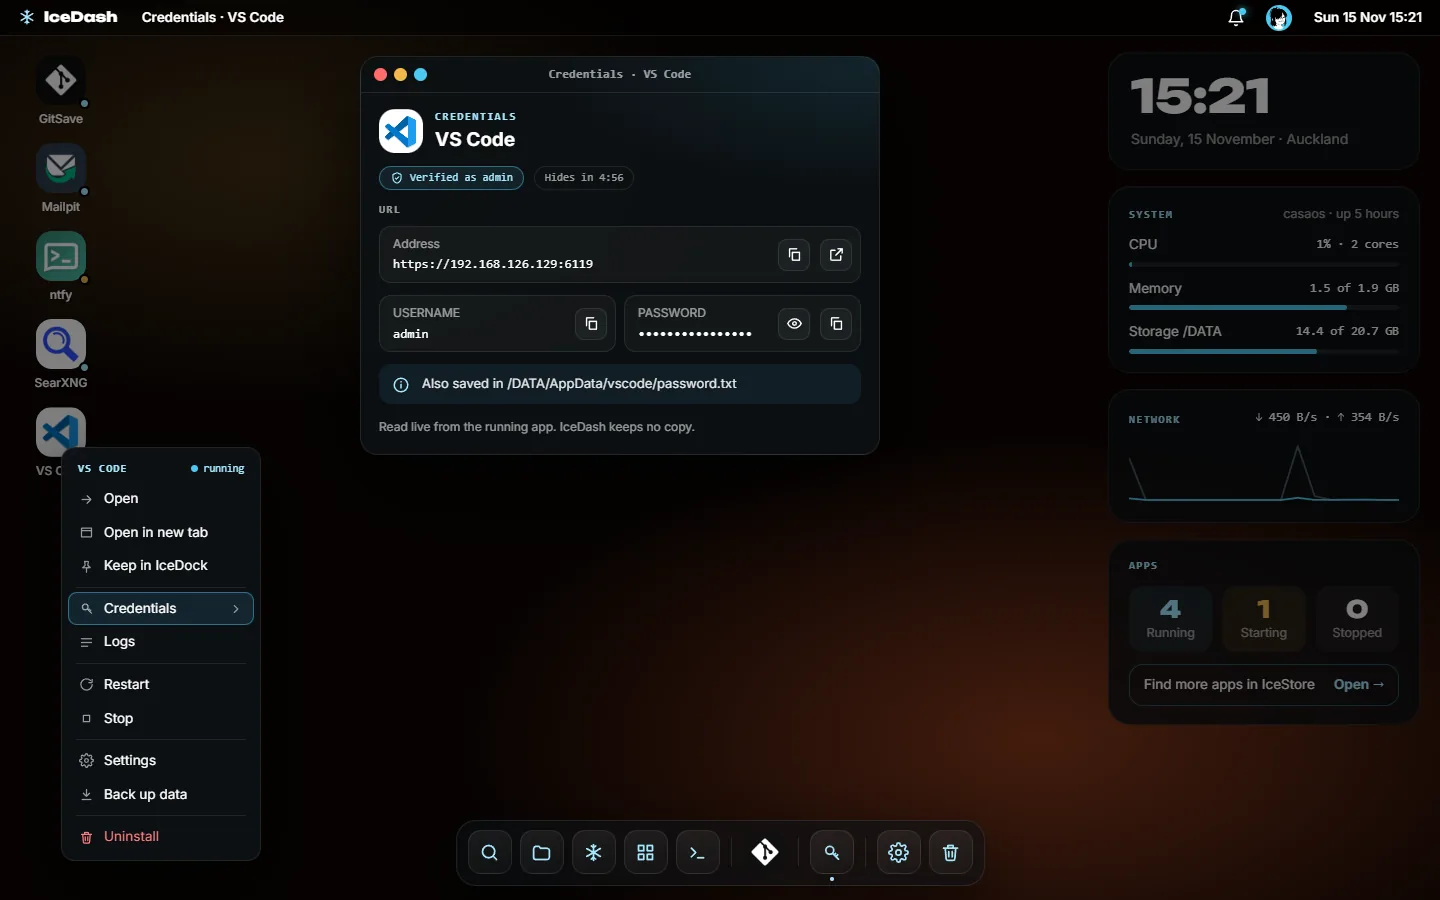 IceDash
Credentials · VS Code
Sun 15 Nov 15:21
GitSave
Mailpit
ntfy
SearXNG
VS C
VS CODE
running
Open
Open in new tab
Keep in IceDock
Credentials
Logs
Restart
Stop
Settings
Back up data
Uninstall
Credentials · VS Code
CREDENTIALS
VS Code
Verified as admin
Hides in 4:56
URL
Address
https://192.168.126.129:6119
USERNAME
admin
PASSWORD
••••••••••••••••
Also saved in /DATA/AppData/vscode/password.txt
Read live from the running app. IceDash keeps no copy.
15:21
Sunday, 15 November · Auckland
SYSTEM
casaos · up 5 hours
CPU
1% · 2 cores
Memory
1.5 of 1.9 GB
Storage /DATA
14.4 of 20.7 GB
NETWORK
↓ 450 B/s · ↑ 354 B/s
APPS
4
Running
1
Starting
0
Stopped
Find more apps in IceStore
Open →